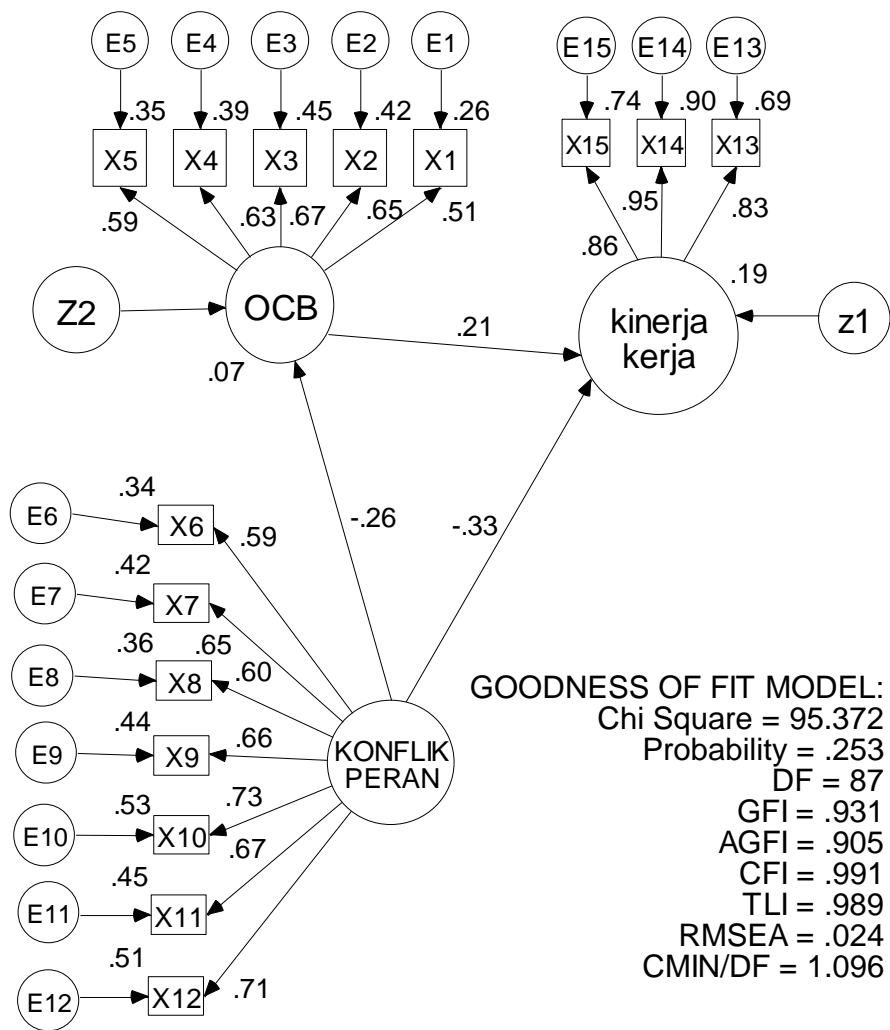 E5 E4 E3 E2 E1
E15 E14 E13
.35 .39 .45 .42 .26
.74 .90 .69
X5 X4 X3 X2 X1
X15 X14 X13
.59 .63 .67 .65 .51
.86 .95 .83
Z2
OCB
.07
.21
kinerja
kerja
.19
z1
-.26
-.33
E6 .34 X6 .59
E7 .42 X7 .65
E8 .36 X8 .60
E9 .44 X9 .66
E10 .53 X10 .73
E11 .45 X11 .67
E12 .51 X12 .71
KONFLIK
PERAN
GOODNESS OF FIT MODEL:
Chi Square = 95.372
Probability = .253
DF = 87
GFI = .931
AGFI = .905
CFI = .991
TLI = .989
RMSEA = .024
CMIN/DF = 1.096